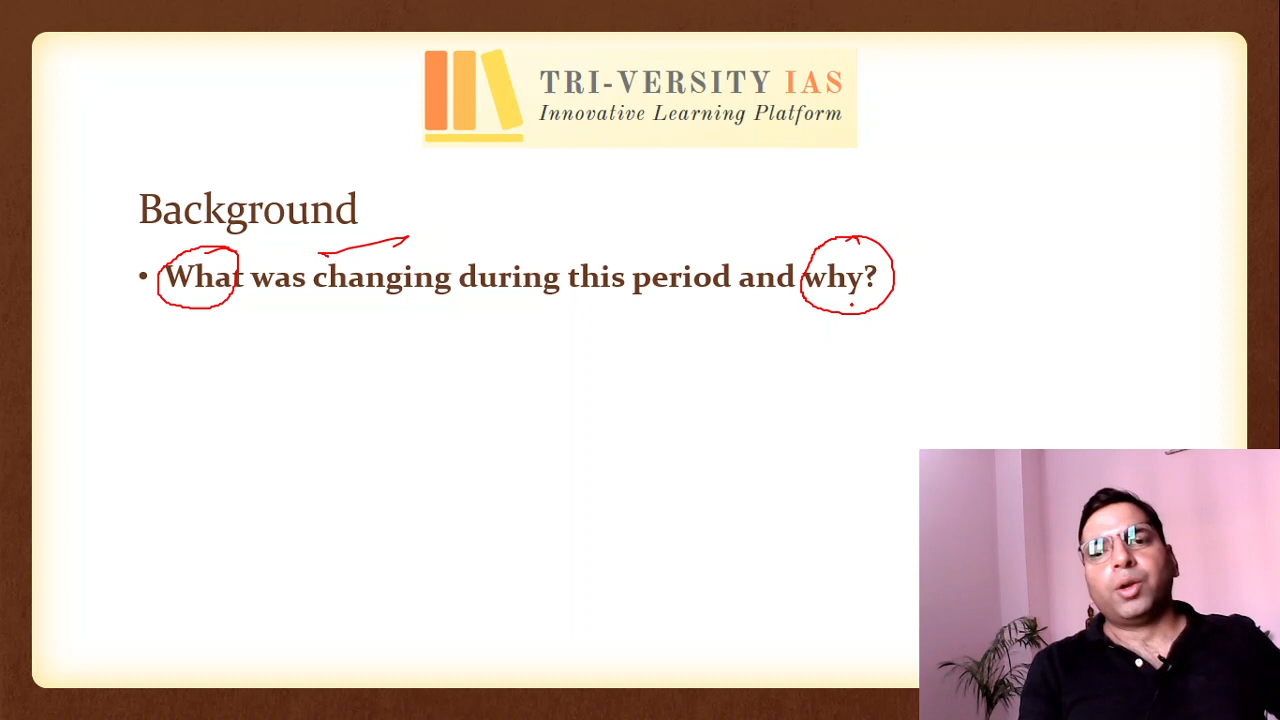 TRI-VERSITY IAS
Innovative Learning Platform
Background
• What was changing during this period and why?